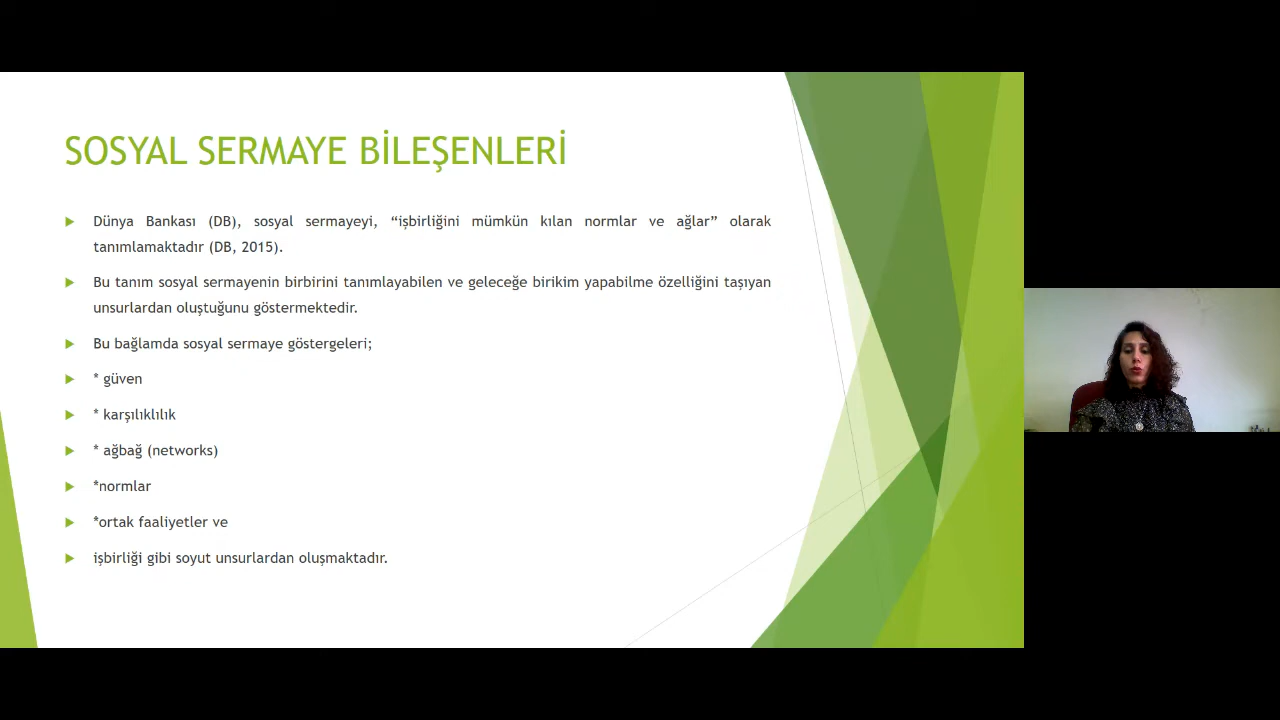 SOSYAL SERMAYE BİLEŞENLERİ
Dünya Bankası (DB), sosyal sermayeyi, “işbirliğini mümkün kılan normlar ve ağlar” olarak
tanımlamaktadır (DB, 2015).
Bu tanım sosyal sermayenin birbirini tanımlayabilen ve geleceğe birikim yapabilme özelliğini taşıyan
unsurlardan oluştuğunu göstermektedir.
Bu bağlamda sosyal sermaye göstergeleri;
* güven
* karşılıklılık
* ağbağ (networks)
*normlar
*ortak faaliyetler ve
işbirliği gibi soyut unsurlardan oluşmaktadır.